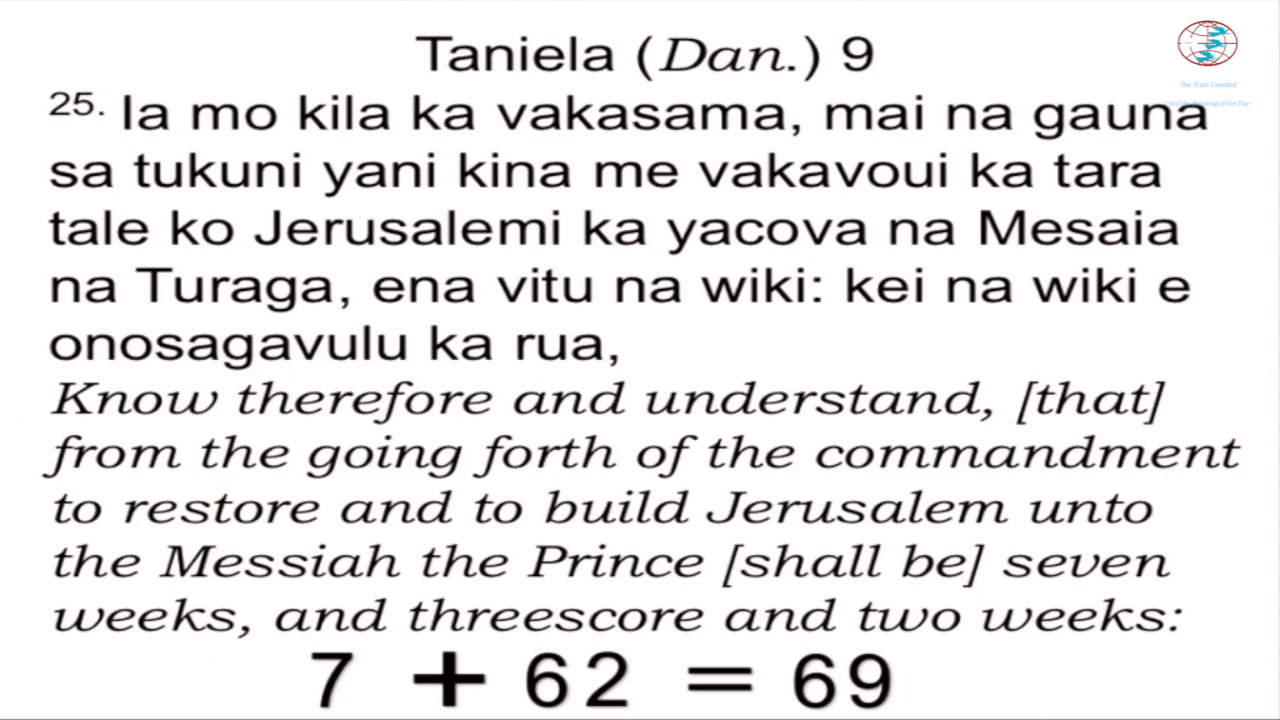 Taniela (Dan.) 9
The Truth Unveiled
25. Ia mo kila ka vakasama, mai na gauna
sa tukuni yani kina me vakavoui ka tara
tale ko Jerusalemi ka yacova na Mesaia
na Turaga, ena vitu na wiki: kei na wiki e
onosagavulu ka rua,
Know therefore and understand, [that]
from the going forth of the commandment
to restore and to build Jerusalem unto
the Messiah the Prince [shall be] seven
weeks, and threescore and two weeks:
7 + 62 = 69